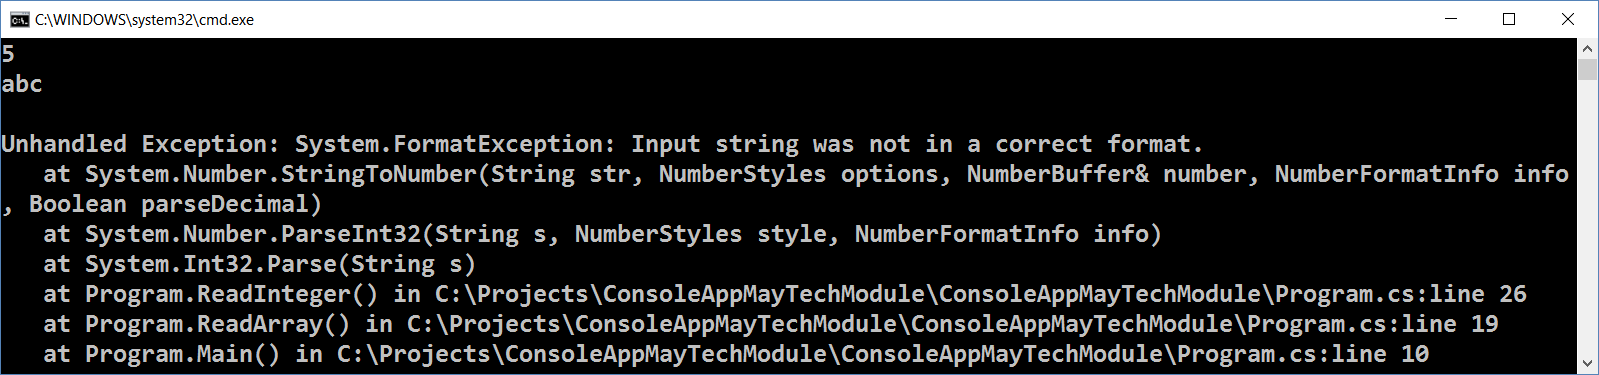 C:\WINDOWS\system32\cmd.exe
5
abc
Unhandled Exception: System.FormatException: Input string was not in a correct format.
   at System.Number.StringToNumber(String str, NumberStyles options, NumberBuffer& number, NumberFormatInfo info
, Boolean parseDecimal)
   at System.Number.ParseInt32(String s, NumberStyles style, NumberFormatInfo info)
   at System.Int32.Parse(String s)
   at Program.ReadInteger() in C:\Projects\ConsoleAppMayTechModule\ConsoleAppMayTechModule\Program.cs:line 26
   at Program.ReadArray() in C:\Projects\ConsoleAppMayTechModule\ConsoleAppMayTechModule\Program.cs:line 19
   at Program.Main() in C:\Projects\ConsoleAppMayTechModule\ConsoleAppMayTechModule\Program.cs:line 10